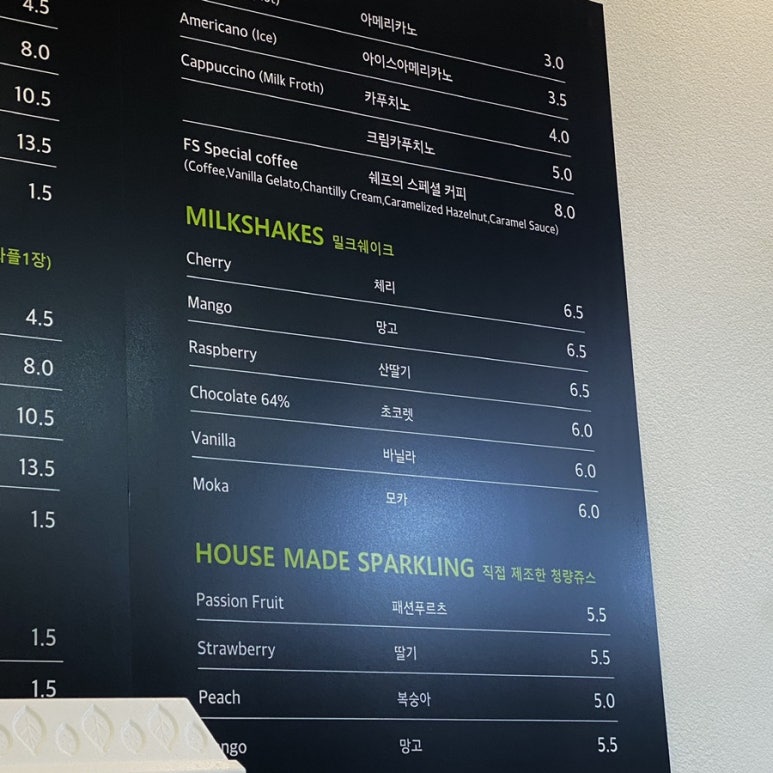 4.5
8.0
10.5
13.5
1.5
4.5
8.0
10.5
13.5
1.5
1.5
1.5
아메리카노 3.0
Americano (Ice) 아이스아메리카노 3.5
Cappuccino (Milk Froth) 카푸치노 4.0
크림카푸치노 5.0
FS Special coffee 쉐프의 스페셜 커피 8.0
(Coffee,Vanilla Gelato,Chantilly Cream,Caramelized Hazelnut,Caramel Sauce)
MILKSHAKES 밀크쉐이크
Cherry 체리 6.5
Mango 망고 6.5
Raspberry 산딸기 6.5
Chocolate 64% 초코렛 6.0
Vanilla 바닐라 6.0
Moka 모카 6.0
HOUSE MADE SPARKLING 직접 제조한 청량쥬스
Passion Fruit 패션푸르츠 5.5
Strawberry 딸기 5.5
Peach 복숭아 5.0
망고 5.5